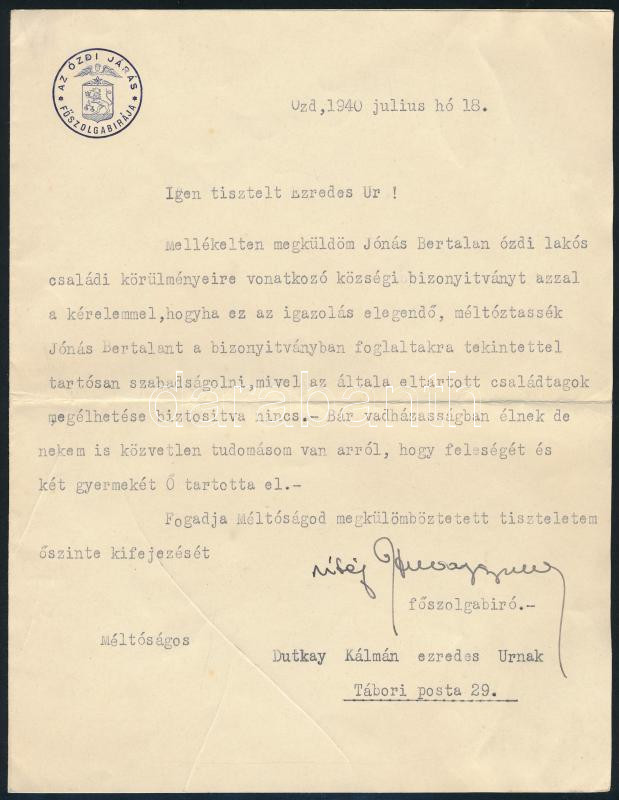 AZ ÓZDI JÁRÁS
* FŐSZOLGABIRÁJA *
Ozd,1940 julius hó 18.
Igen tisztelt Ezredes Ur !
Mellékelten megküldöm Jónás Bertalan ózdi lakós
családi körülményeire vonatkozó községi bizonyitványt azzal
a kérelemmel,hogyha ez az igazolás elegendő, méltóztassék
Jónás Bertalant a bizonyitványban foglaltakra tekintettel
tartósan szabadságolni,mivel az általa eltartott családtagok
darabanth
megélhetése biztositva nincs.- Bár vadházasságban élnek de
nekem is közvetlen tudomásom van arról, hogy feleségét és
két gyermekét Ő tartotta el.-
Fogadja Méltóságod megkülömböztetett tiszteletem
őszinte kifejezését
főszolgabiró.-
Méltóságos
Dutkay Kálmán ezredes Urnak
Tábori posta 29.